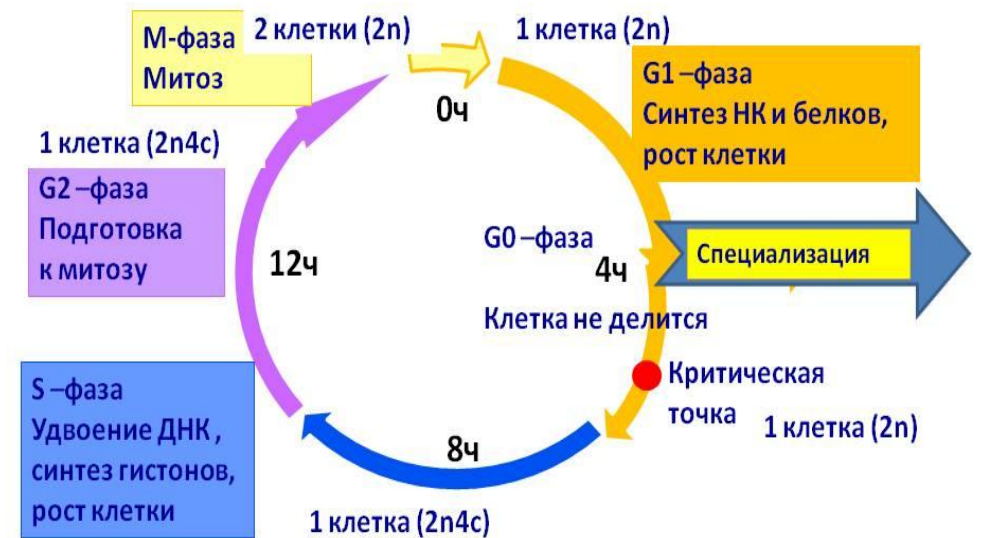 М-фаза
Митоз
2 клетки (2n)
1 клетка (2n)
G1 –фаза
Синтез НК и белков,
рост клетки
0ч
1 клетка (2n4c)
G2 –фаза
Подготовка
к митозу
12ч
G0 –фаза
4ч
Специализация
Клетка не делится
Критическая
точка
1 клетка (2n)
S –фаза
Удвоение ДНК ,
синтез гистонов,
рост клетки
8ч
1 клетка (2n4c)